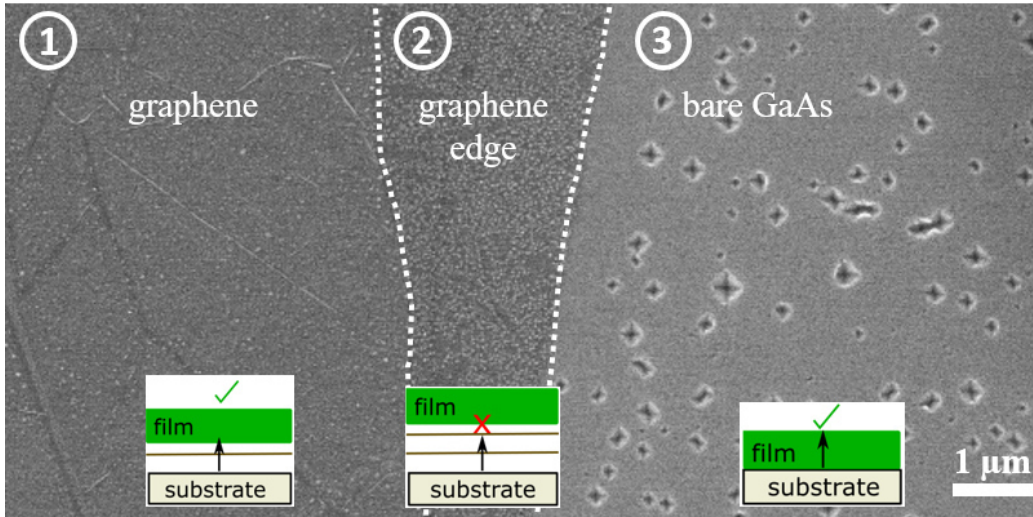 1
2
3
graphene
graphene
edge
bare GaAs
film
substrate
film
substrate
film
substrate
1 μm